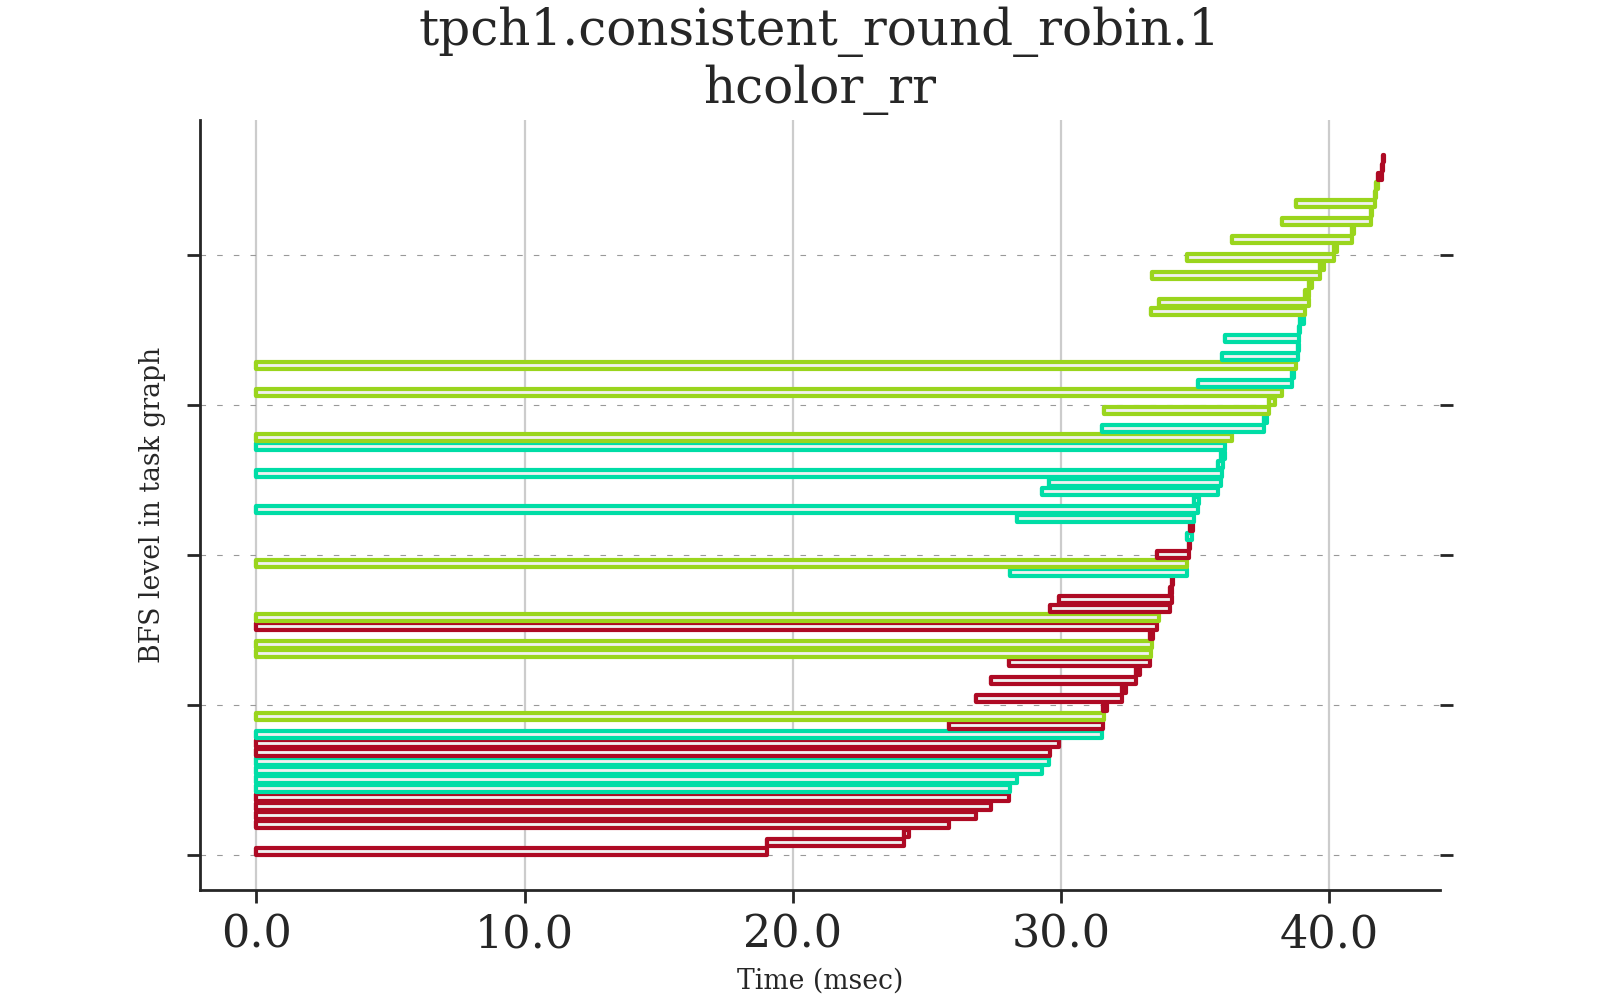 tpch1.consistent_round_robin.1
hcolor_rr
BFS level in task graph
0.0 10.0 20.0 30.0 40.0
Time (msec)